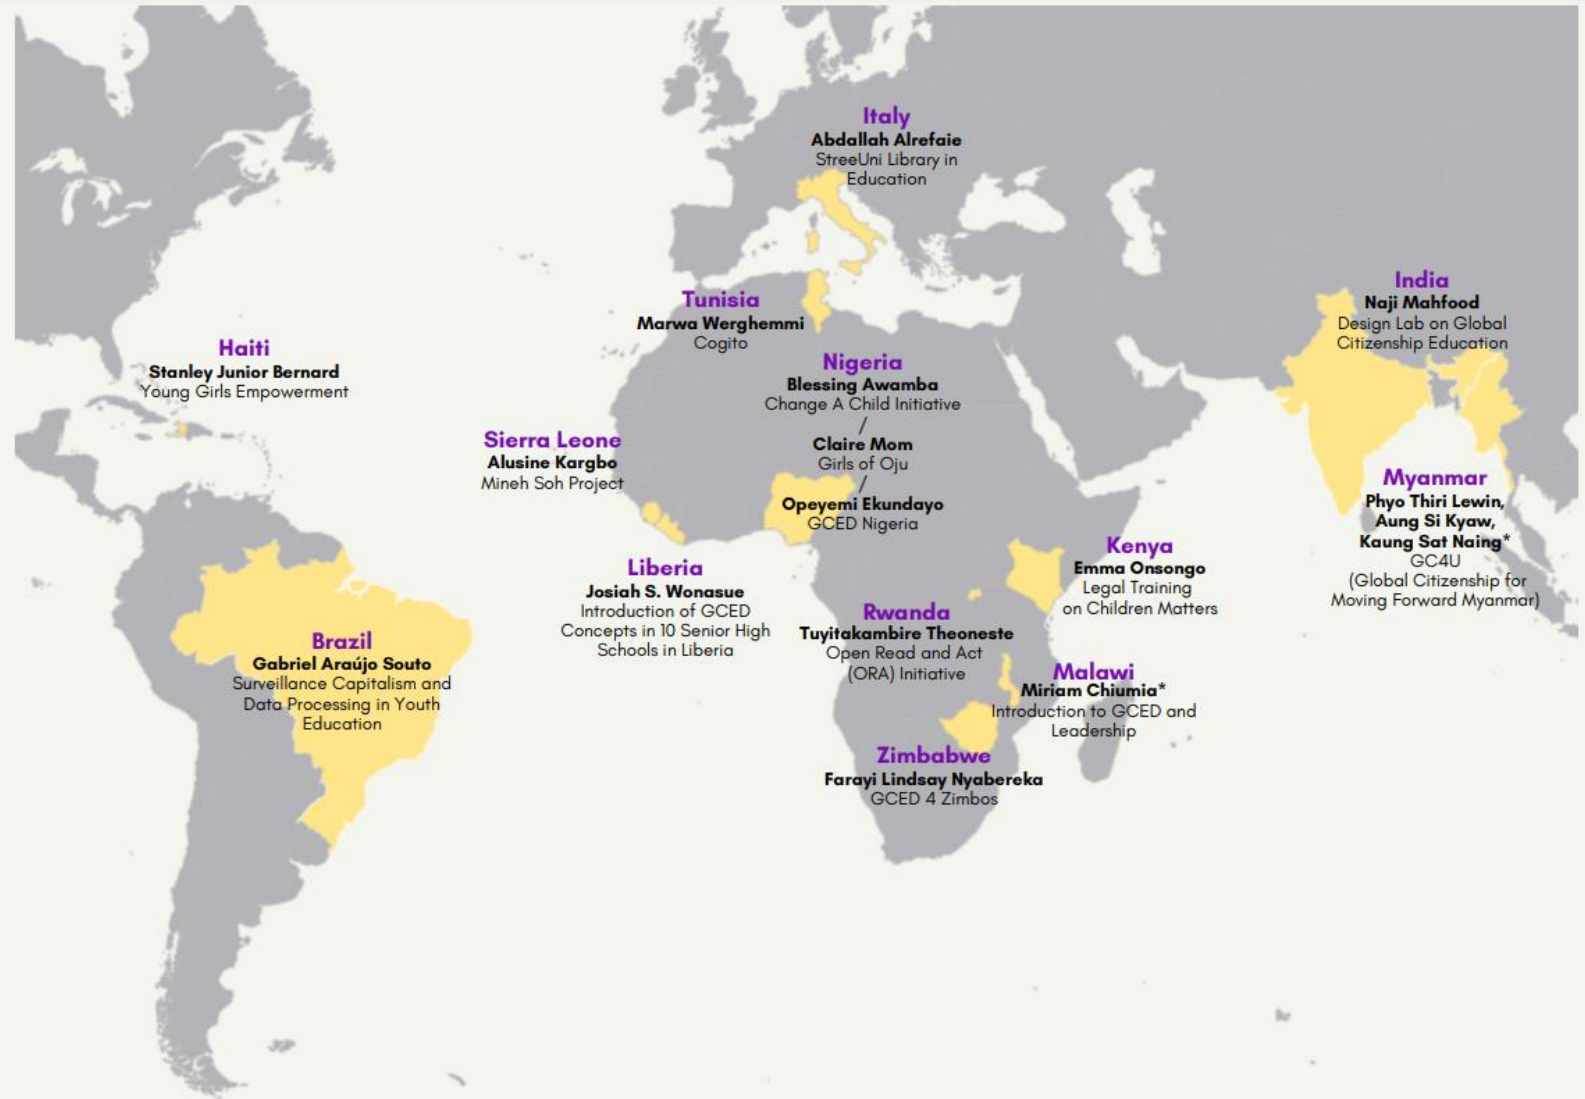 Italy
Abdallah Alrefaie
StreeUni Library in
Education
Tunisia
Marwa Werghemmi
Cogito
India
Naji Mahfood
Design Lab on Global
Citizenship Education
Haiti
Stanley Junior Bernard
Young Girls Empowerment
Nigeria
Blessing Awamba
Change A Child Initiative
/
Claire Mom
Girls of Oju
/
Opeyemi Ekundayo
GCED Nigeria
Sierra Leone
Alusine Kargbo
Mineh Soh Project
Myanmar
Phyo Thiri Lewin,
Aung Si Kyaw,
Kaung Sat Naing*
GC4U
(Global Citizenship for
Moving Forward Myanmar)
Liberia
Josiah S. Wonasue
Introduction of GCED
Concepts in 10 Senior High
Schools in Liberia
Kenya
Emma Onsongo
Legal Training
on Children Matters
Rwanda
Tuyitakambire Theoneste
Open Read and Act
(ORA) Initiative
Brazil
Gabriel Araújo Souto
Surveillance Capitalism and
Data Processing in Youth
Education
Malawi
Miriam Chiumia*
Introduction to GCED and
Leadership
Zimbabwe
Farayi Lindsay Nyabereka
GCED 4 Zimbos